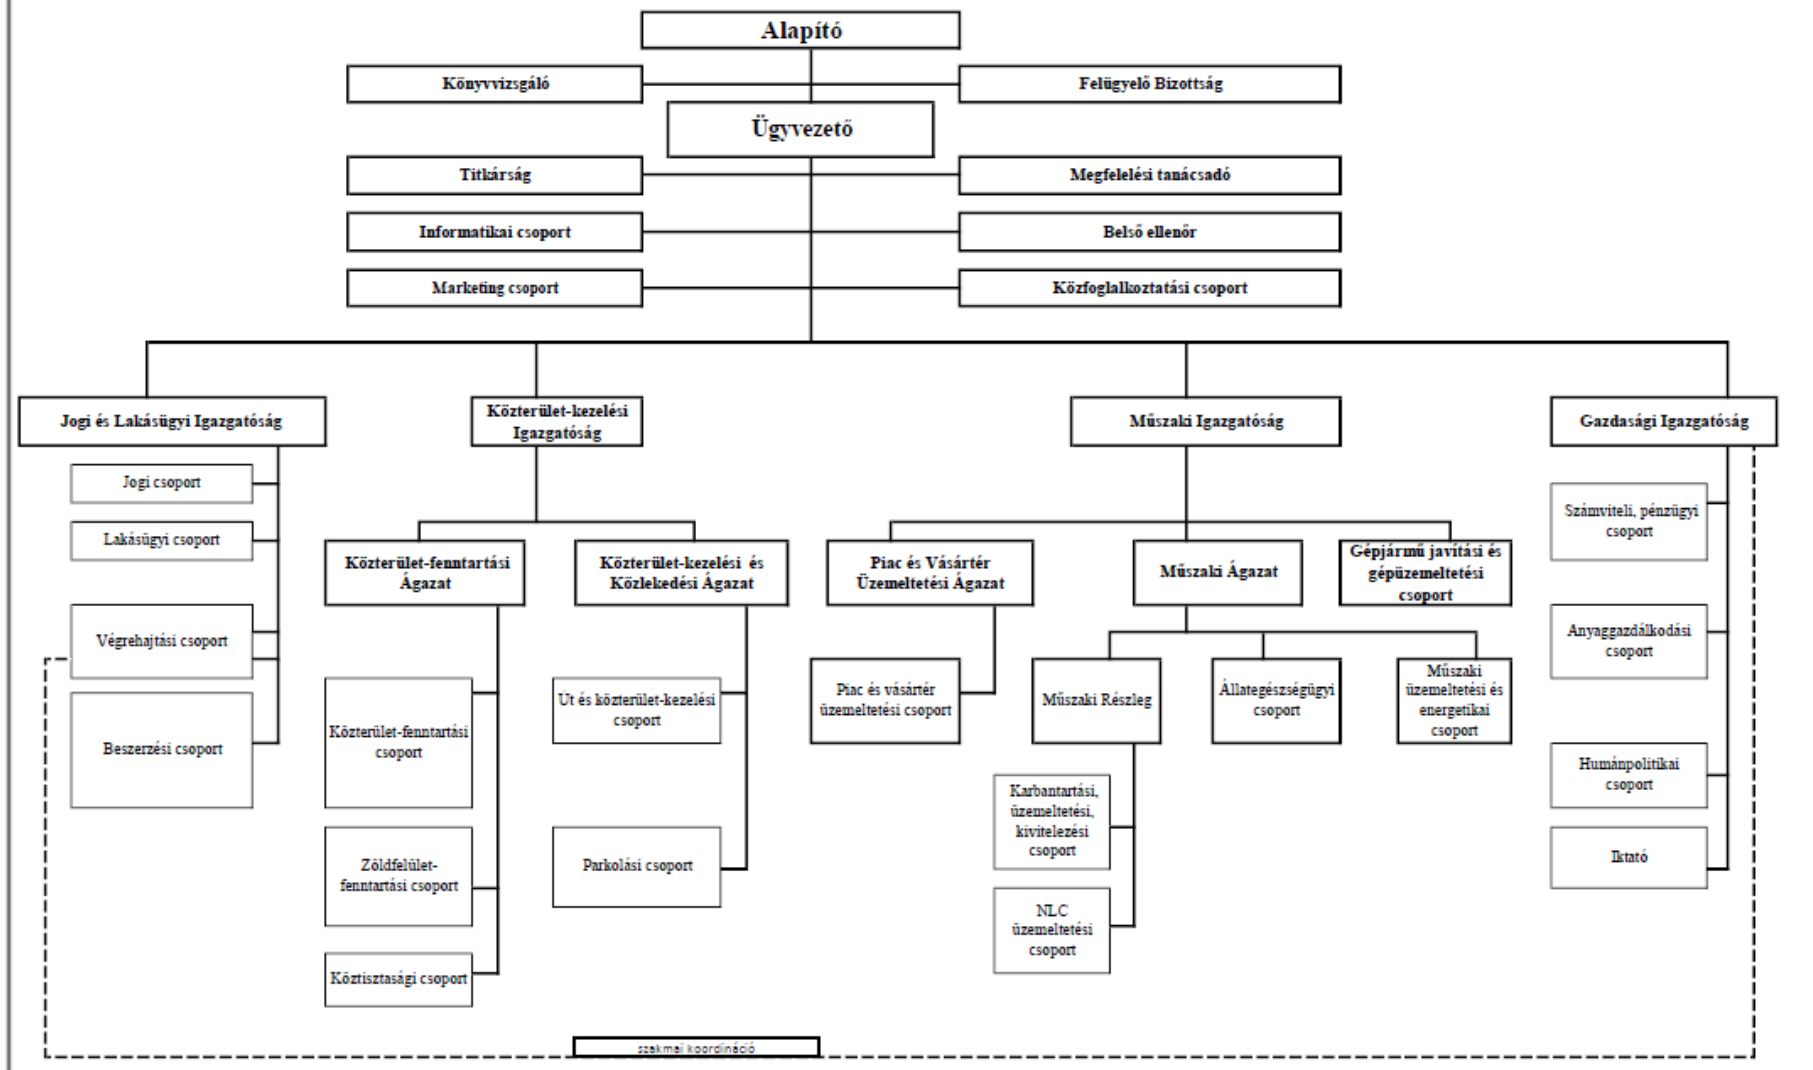 Alapító
Könyvvizsgáló
Felügyelő Bizottság
Ügyvezető
Titkárság
Megfelelési tanácsadó
Informatikai csoport
Belső ellenőr
Marketing csoport
Közfoglalkoztatási csoport
Jogi és Lakásügyi Igazgatóság
Közterület-kezelési
Igazgatóság
Műszaki Igazgatóság
Gazdasági Igazgatóság
Jogi csoport
Lakásügyi csoport
Végrehajtási csoport
Beszerzési csoport
Közterület-fenntartási
Ágazat
Közterület-fenntartási
csoport
Zöldfelület-
fenntartási csoport
Köztisztasági csoport
Közterület-kezelési és
Közlekedési Ágazat
Ut és közterület-kezelési
csoport
Parkolási csoport
Piac és Vásártér
Üzemeltetési Ágazat
Piac és vásártér
üzemeltetési csoport
Műszaki Ágazat
Műszaki Részleg
Karbantartási,
üzemeltetési,
kivitelezési
csoport
NLC
üzemeltetési
csoport
Állategészségügyi
csoport
Műszaki
üzemeltetési és
energetikai
csoport
Gépjármű javítási és
gépüzemeltetési
csoport
Számviteli, pénzügyi
csoport
Anyaggazdálkodási
csoport
Humánpolitikai
csoport
Iktató
szakmai koordináció